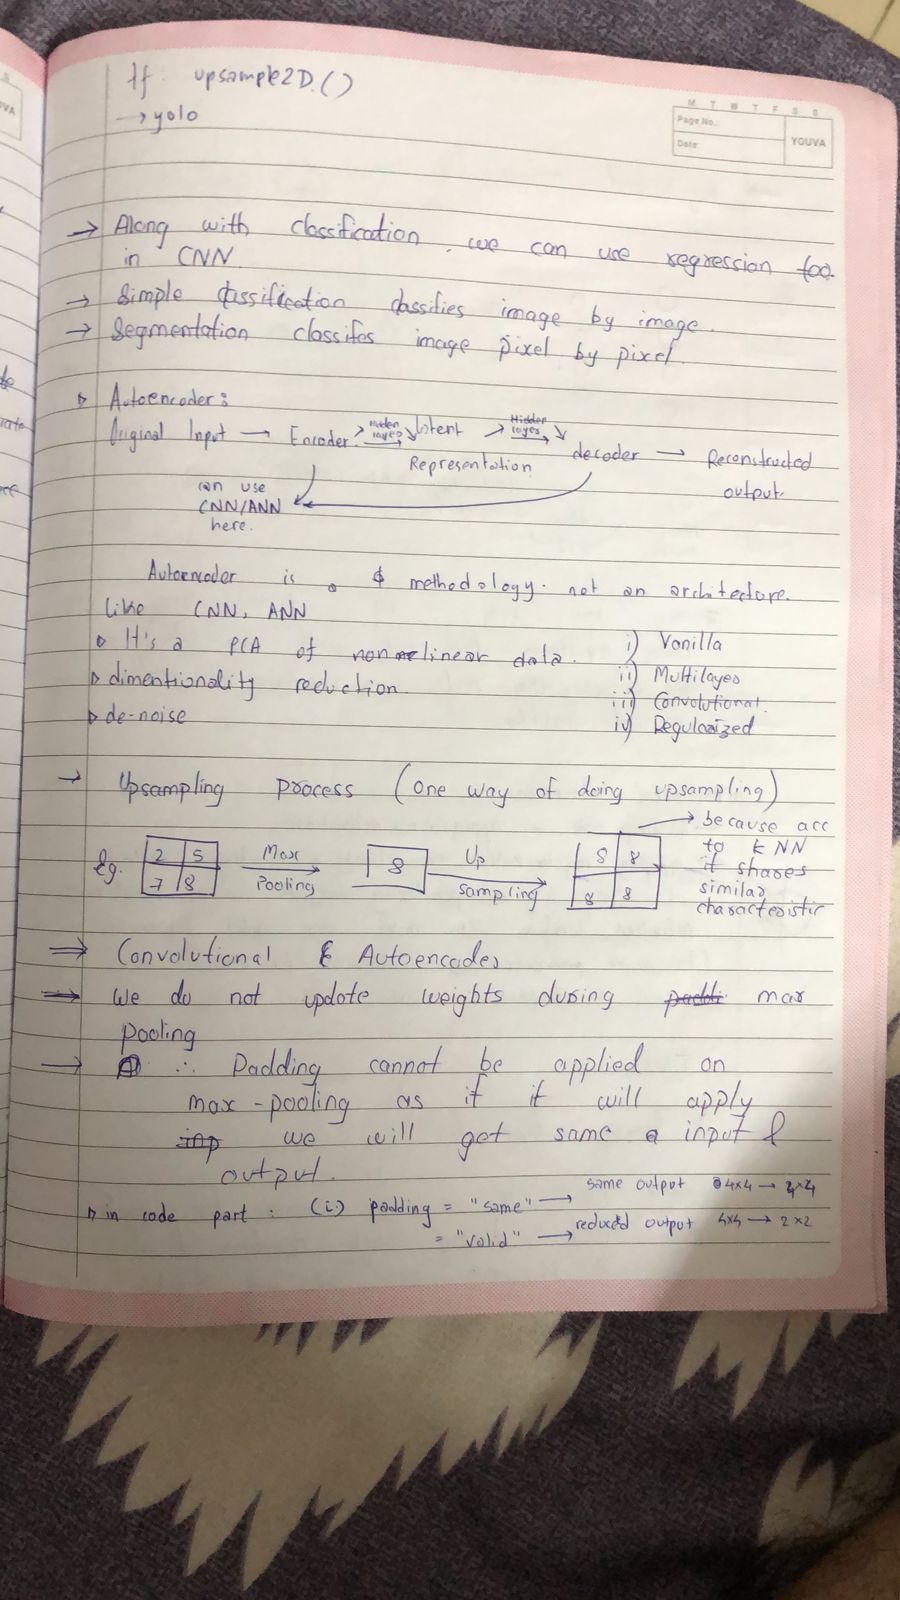 tf. upsample2D.()
→ yolo
M T W T F S S
Page No.:
Date:
YOUVA
→ Along with classification, we can use regression too
in CNN
→ Simple classification classifies image by image.
→ Segmentation classifes image pixel by pixel.
▷ Autoencoder:
Original Input → Encoder → Hidden layers → latent Representation → Hidden layes → decoder → Reconstructed output.
can use
CNN/ANN
here.
Autoencoder is a methodology. not an architecture.
like CNN, ANN
▷ It's a PCA of nonlinear data.
▷ dimentionality reduction.
▷ de-noise
i) Vanilla
ii) Multilayer
iii) Convolutional.
iv) Regularized
→ Upsampling process (One way of doing upsampling)
Eg. 2 5 7 8 Max Pooling → 8 Up sampling → 8 8 8 8
→ because acc
to kNN
it shares
similar
characteristic
⇒ Convolutional Autoencoder
⇒ We do not update weights during max
pooling
→ ∴ Padding cannot be applied on
max-pooling as if it will apply
we will get same input &
output.
▷ in code part : (i) padding = "same" → same output 4x4 → 4x4
= "valid" → reduced output 4x4 → 2x2